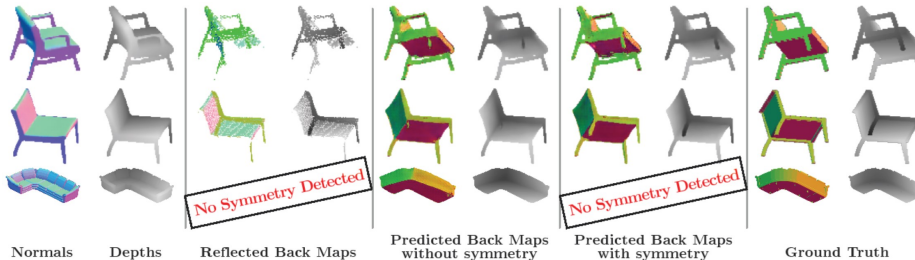 No Symmetry Detected
No Symmetry Detected
Normals
Depths
Reflected Back Maps
Predicted Back Maps
without symmetry
Predicted Back Maps
with symmetry
Ground Truth